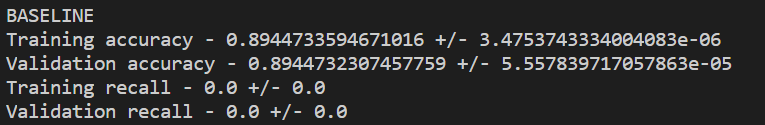 BASELINE
Training accuracy - 0.8944733594671016 +/- 3.4753743334004083e-06
Validation accuracy - 0.8944732307457759 +/- 5.557839717057863e-05
Training recall - 0.0 +/- 0.0
Validation recall - 0.0 +/- 0.0